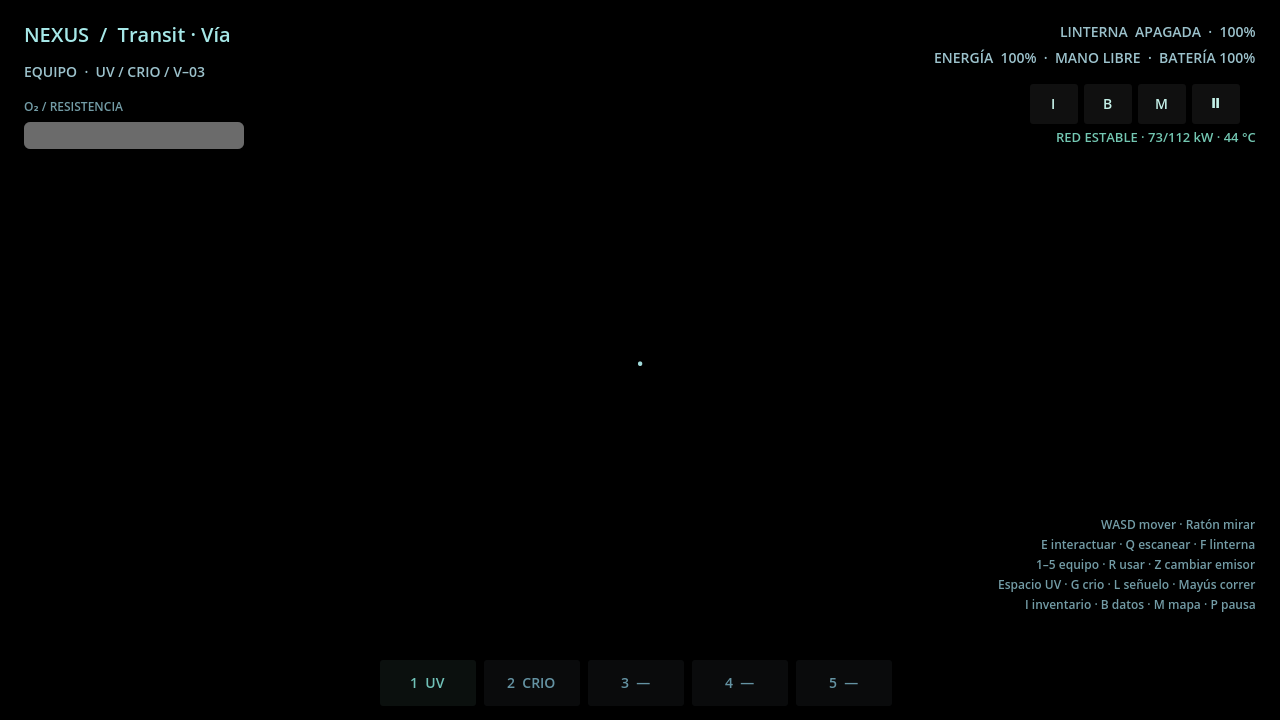 NEXUS / Transit · Vía
EQUIPO · UV / CRIO / V–03
O₂ / RESISTENCIA
LINTERNA APAGADA · 100%
ENERGÍA 100% · MANO LIBRE · BATERÍA 100%
I B M II
RED ESTABLE · 73/112 kW · 44 °C
WASD mover · Ratón mirar
E interactuar · Q escanear · F linterna
1–5 equipo · R usar · Z cambiar emisor
Espacio UV · G crio · L señuelo · Mayús correr
I inventario · B datos · M mapa · P pausa
1 UV 2 CRIO 3 — 4 — 5 —